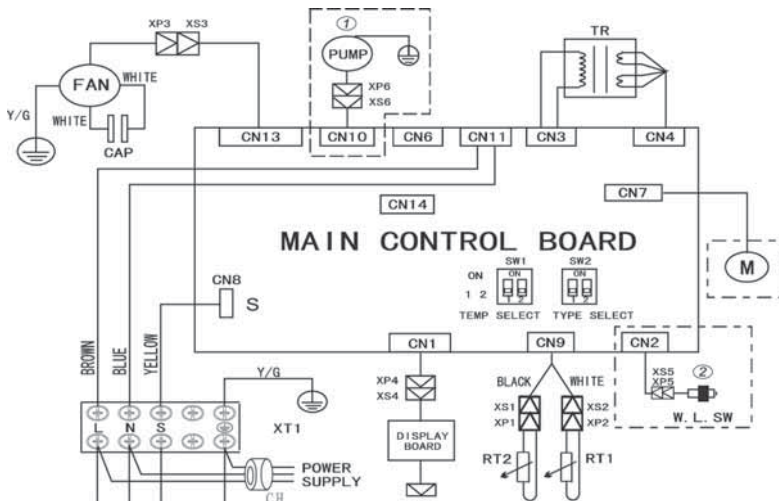 XP3 XS3
1
PUMP
TR
WHITE
FAN
XP6
XS6
Y/G
WHITE
CAP
CN13
CN10
CN6
CN11
CN3
CN4
CN14
CN7
MAIN CONTROL BOARD
M
CN8
S
SW1
SW2
ON
ON
ON
1 2
2
2
TEMP SELECT
TYPE SELECT
BROWN
BLUE
YELLOW
CN1
CN9
CN2
Y/G
XP4
XS4
BLACK
WHITE
XS5
XP5
2
XS1
XP1
XS2
XP2
W.L.SW
L
N
S
XT1
DISPLAY
BOARD
RT2
RT1
POWER
SUPPLY